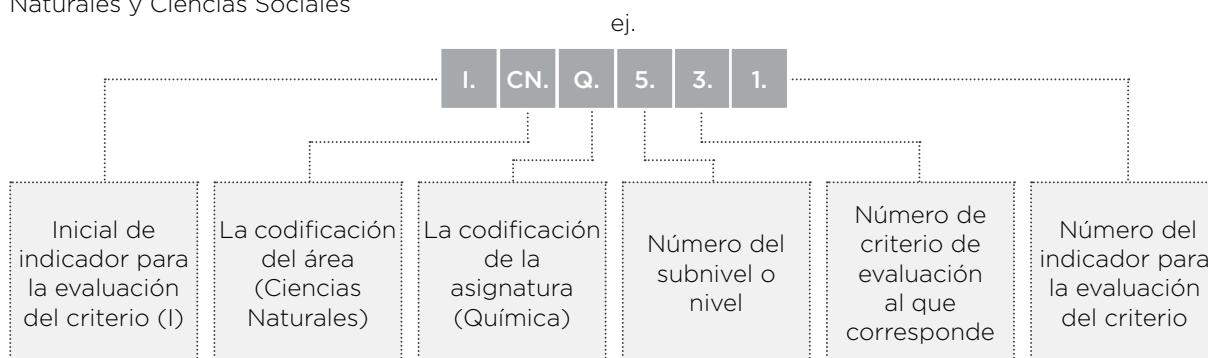 Naturales y Ciencias Sociales
ej.
I. CN. Q. 5. 3. 1.
Inicial de
indicador para
la evaluación
del criterio (I)
La codificación
del área
(Ciencias
Naturales)
La codificación
de la
asignatura
(Química)
Número del
subnivel o
nivel
Número de
criterio de
evaluación
al que
corresponde
Número del
indicador para
la evaluación
del criterio